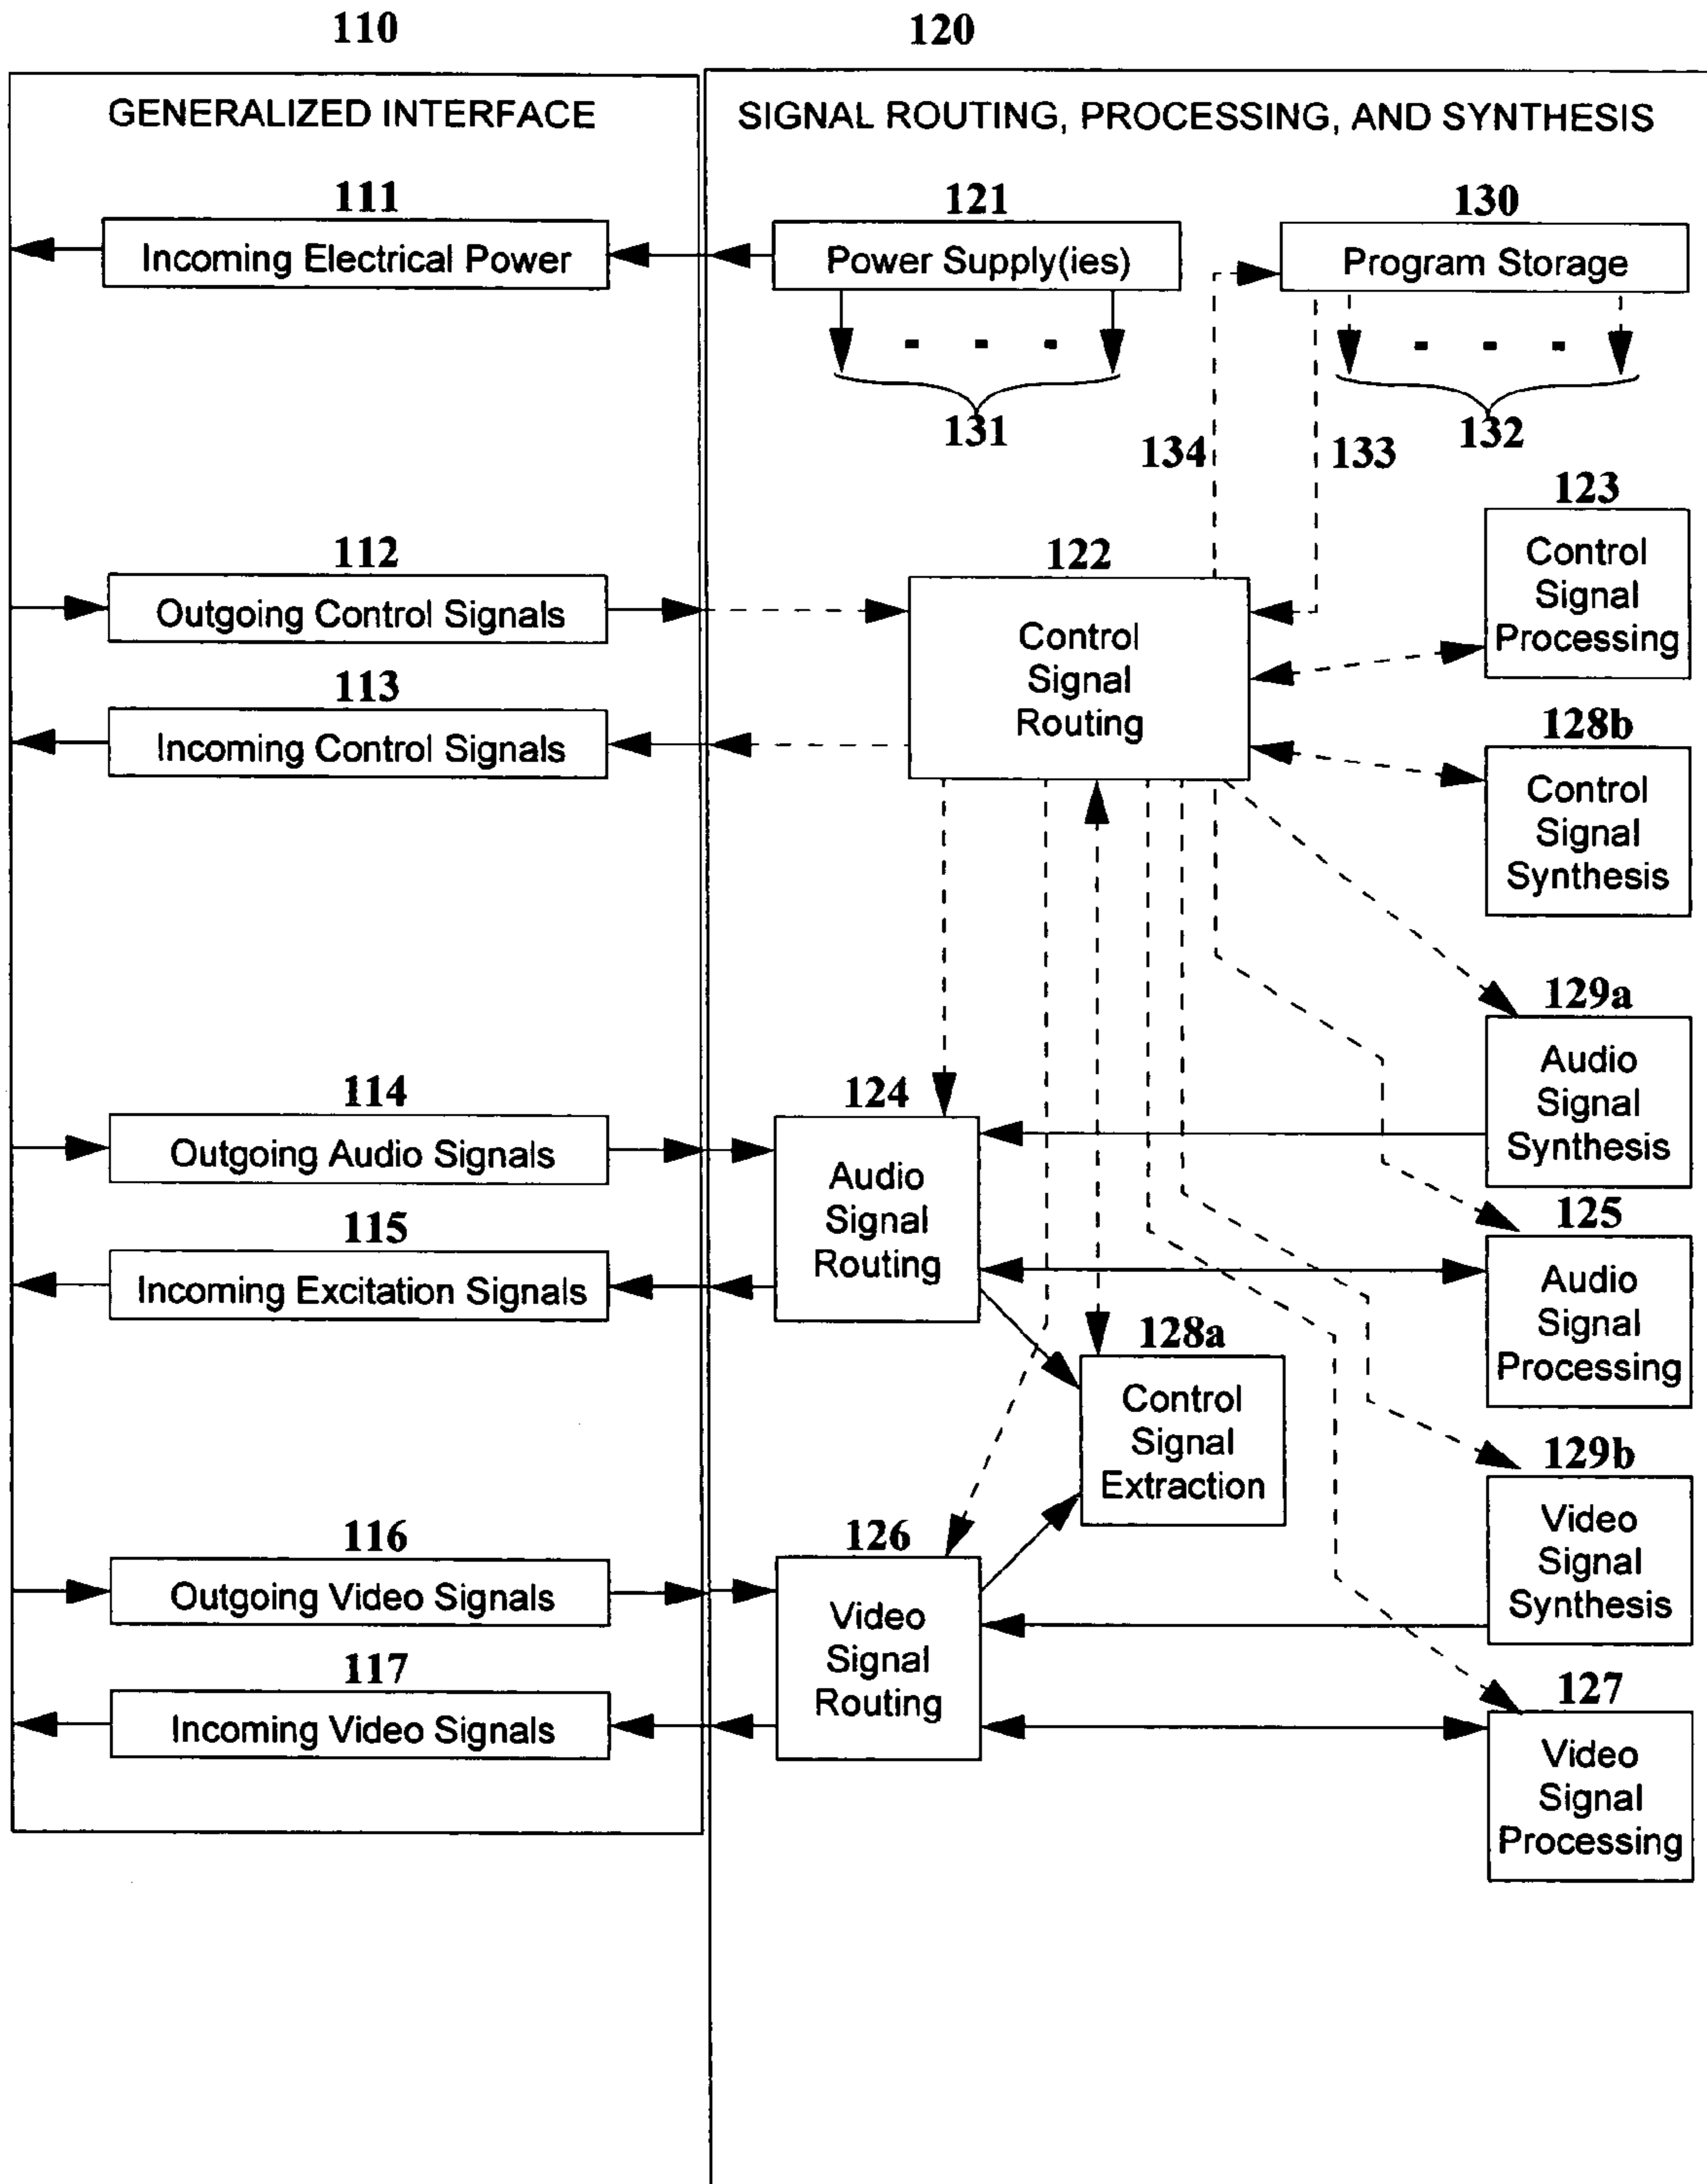 110
120
GENERALIZED INTERFACE
SIGNAL ROUTING, PROCESSING, AND SYNTHESIS
111
Incoming Electrical Power
121
Power Supply(ies)
130
Program Storage
131
132
134
133
112
Outgoing Control Signals
113
Incoming Control Signals
122
Control
Signal
Routing
123
Control
Signal
Processing
128b
Control
Signal
Synthesis
129a
Audio
Signal
Synthesis
114
Outgoing Audio Signals
115
Incoming Excitation Signals
124
Audio
Signal
Routing
125
Audio
Signal
Processing
128a
Control
Signal
Extraction
129b
Video
Signal
Synthesis
116
Outgoing Video Signals
117
Incoming Video Signals
126
Video
Signal
Routing
127
Video
Signal
Processing